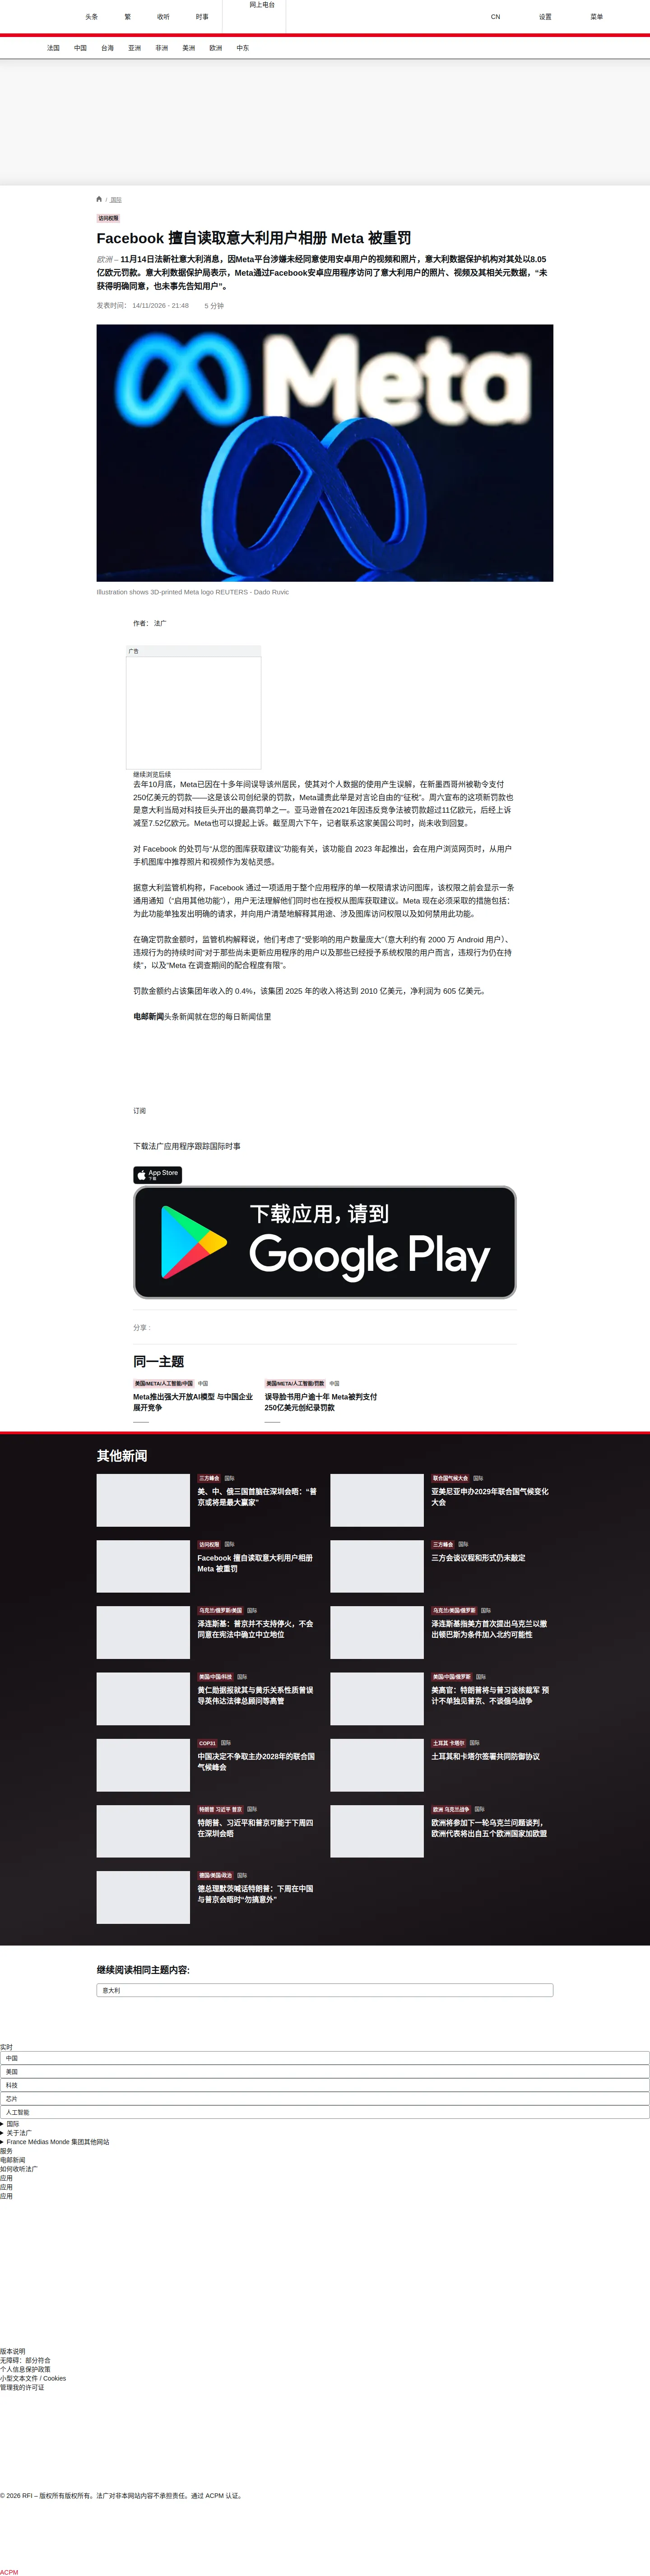 头条
繁
收听
时事
网上电台
CN
设置
菜单
法国
中国
台海
亚洲
非洲
美洲
欧洲
中东
/ 国际
访问权限
Facebook 擅自读取意大利用户相册 Meta 被重罚
欧洲 – 11月14日法新社意大利消息，因Meta平台涉嫌未经同意使用安卓用户的视频和照片，意大利数据保护机构对其处以8.05
亿欧元罚款。意大利数据保护局表示，Meta通过Facebook安卓应用程序访问了意大利用户的照片、视频及其相关元数据，“未
获得明确同意，也未事先告知用户”。
发表时间： 14/11/2026 - 21:48
5 分钟
Meta
Illustration shows 3D-printed Meta logo REUTERS - Dado Ruvic
作者： 法广
广告
继续浏览后续
去年10月底，Meta已因在十多年间误导该州居民，使其对个人数据的使用产生误解，在新墨西哥州被勒令支付
250亿美元的罚款——这是该公司创纪录的罚款，Meta谴责此举是对言论自由的“征税”。周六宣布的这项新罚款也
是意大利当局对科技巨头开出的最高罚单之一。亚马逊曾在2021年因违反竞争法被罚款超过11亿欧元，后经上诉
减至7.52亿欧元。Meta也可以提起上诉。截至周六下午，记者联系这家美国公司时，尚未收到回复。
对 Facebook 的处罚与“从您的图库获取建议”功能有关，该功能自 2023 年起推出，会在用户浏览网页时，从用户
手机图库中推荐照片和视频作为发帖灵感。
据意大利监管机构称，Facebook 通过一项适用于整个应用程序的单一权限请求访问图库，该权限之前会显示一条
通用通知（“启用其他功能”），用户无法理解他们同时也在授权从图库获取建议。Meta 现在必须采取的措施包括：
为此功能单独发出明确的请求，并向用户清楚地解释其用途、涉及图库访问权限以及如何禁用此功能。
在确定罚款金额时，监管机构解释说，他们考虑了“受影响的用户数量庞大”（意大利约有 2000 万 Android 用户）、
违规行为的持续时间“对于那些尚未更新应用程序的用户以及那些已经授予系统权限的用户而言，违规行为仍在持
续”，以及“Meta 在调查期间的配合程度有限”。
罚款金额约占该集团年收入的 0.4%，该集团 2025 年的收入将达到 2010 亿美元，净利润为 605 亿美元。
电邮新闻头条新闻就在您的每日新闻信里
订阅
下载法广应用程序跟踪国际时事
App Store
下载
下载应用，请到
Google Play
分享 :
同一主题
美国/META/人工智能/中国 中国
Meta推出强大开放AI模型 与中国企业
展开竞争
美国/META/人工智能/罚款 中国
误导脸书用户逾十年 Meta被判支付
250亿美元创纪录罚款
其他新闻
三方峰会 国际
美、中、俄三国首脑在深圳会晤：“普
京或将是最大赢家”
联合国气候大会 国际
亚美尼亚申办2029年联合国气候变化
大会
访问权限 国际
Facebook 擅自读取意大利用户相册
Meta 被重罚
三方峰会 国际
三方会谈议程和形式仍未敲定
乌克兰/俄罗斯/美国 国际
泽连斯基：普京并不支持停火，不会
同意在宪法中确立中立地位
乌克兰/美国/俄罗斯 国际
泽连斯基指美方首次提出乌克兰以撤
出顿巴斯为条件加入北约可能性
美国/中国/科技 国际
黄仁勋据报就其与黄乐关系性质曾误
导英伟达法律总顾问等高管
美国/中国/俄罗斯 国际
美高官：特朗普将与普习谈核裁军 预
计不单独见普京、不谈俄乌战争
COP31 国际
中国决定不争取主办2028年的联合国
气候峰会
土耳其 卡塔尔 国际
土耳其和卡塔尔签署共同防御协议
特朗普 习近平 普京 国际
特朗普、习近平和普京可能于下周四
在深圳会晤
欧洲 乌克兰战争 国际
欧洲将参加下一轮乌克兰问题谈判，
欧洲代表将出自五个欧洲国家加欧盟
德国/美国/政治 国际
德总理默茨喊话特朗普：下周在中国
与普京会晤时“勿搞意外”
继续阅读相同主题内容:
意大利
实时
中国
美国
科技
芯片
人工智能
国际
关于法广
France Médias Monde 集团其他网站
服务
电邮新闻
如何收听法广
应用
应用
应用
版本说明
无障碍：部分符合
个人信息保护政策
小型文本文件 / Cookies
管理我的许可证
© 2026 RFI – 版权所有版权所有。法广对非本网站内容不承担责任。通过 ACPM 认证。
ACPM